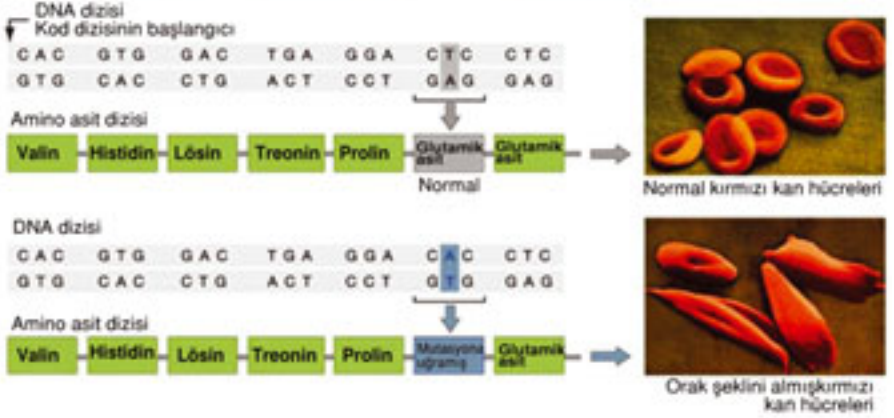 DNA dizisi
Kod dizisinin başlangıcı
CAC GTG GAC TGA GGA CTC CTC
GTG CAC CTG ACT CCT GAG GAG
Amino asit dizisi
Valin Histidin Lösin Treonin Prolin Glutamik asit Glutamik asit
Normal
Normal kırmızı kan hücreleri
DNA dizisi
CAC GTG GAC TGA GGA CAC CTC
GTG CAC CTG ACT CCT GTG GAG
Amino asit dizisi
Valin Histidin Lösin Treonin Prolin Mutasyona uğramış Glutamik asit
Orak şeklini almışkırmızı
kan hücreleri